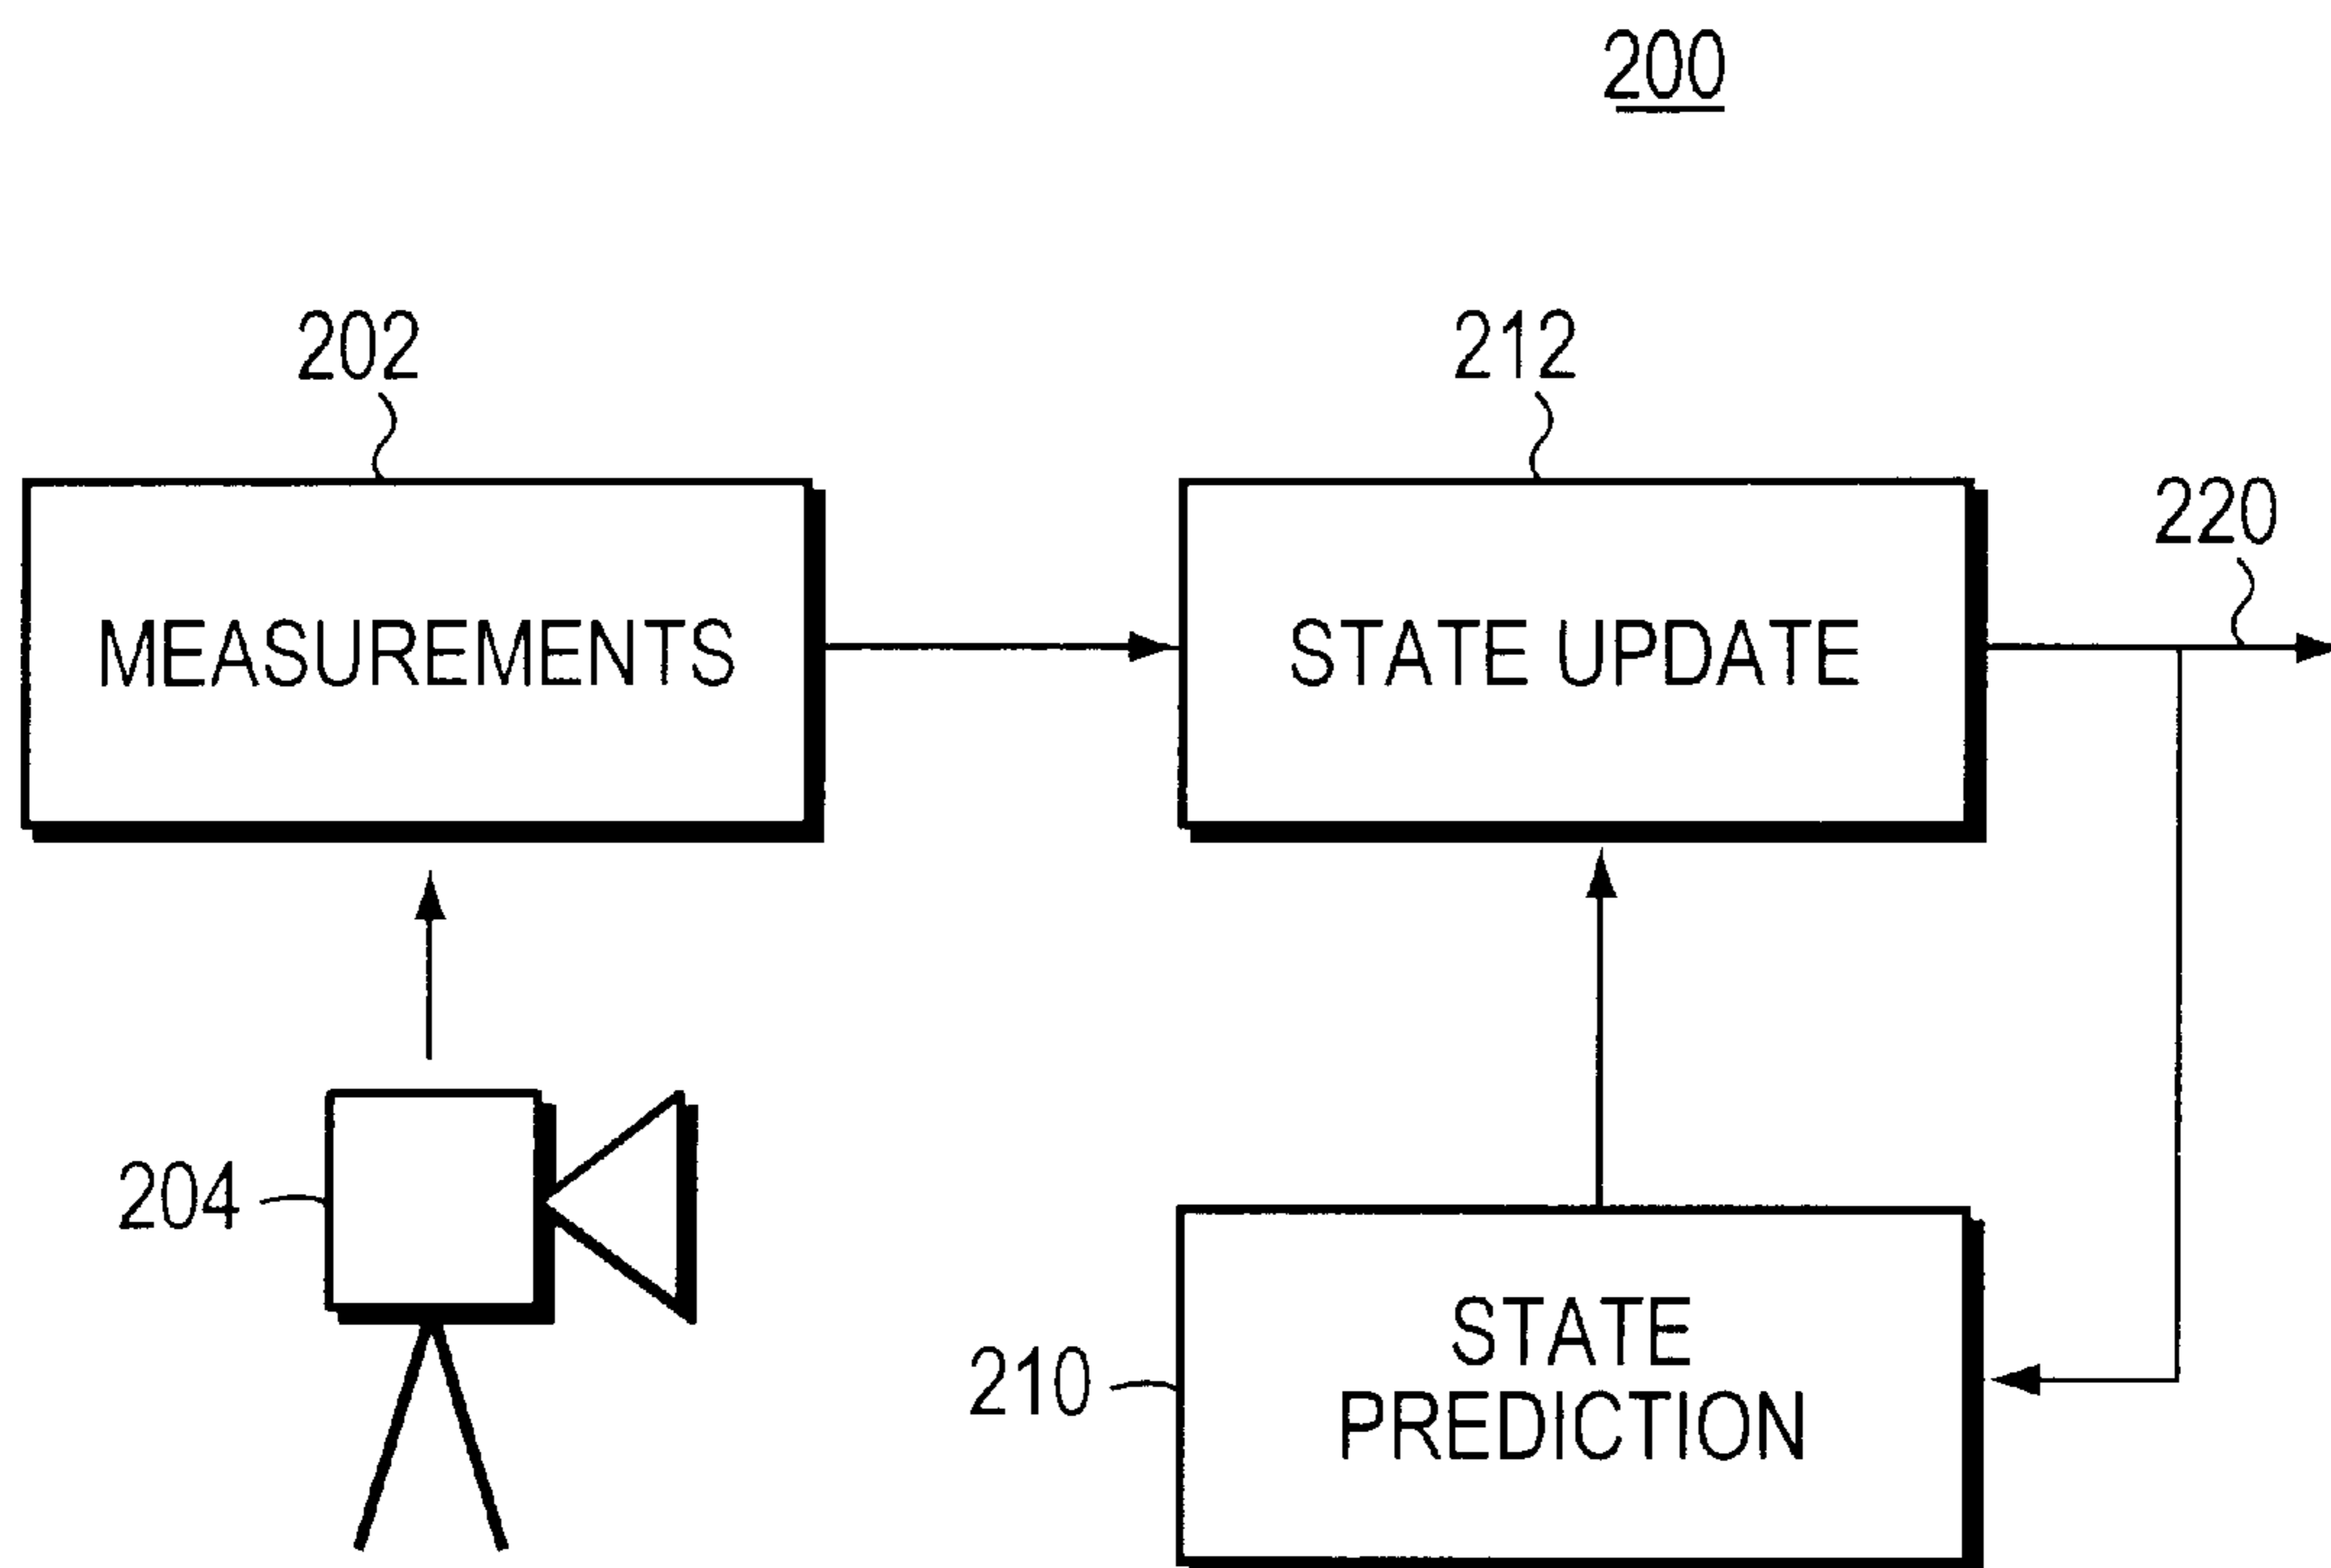 200
202
212
220
MEASUREMENTS
STATE UPDATE
204
210
STATE
PREDICTION